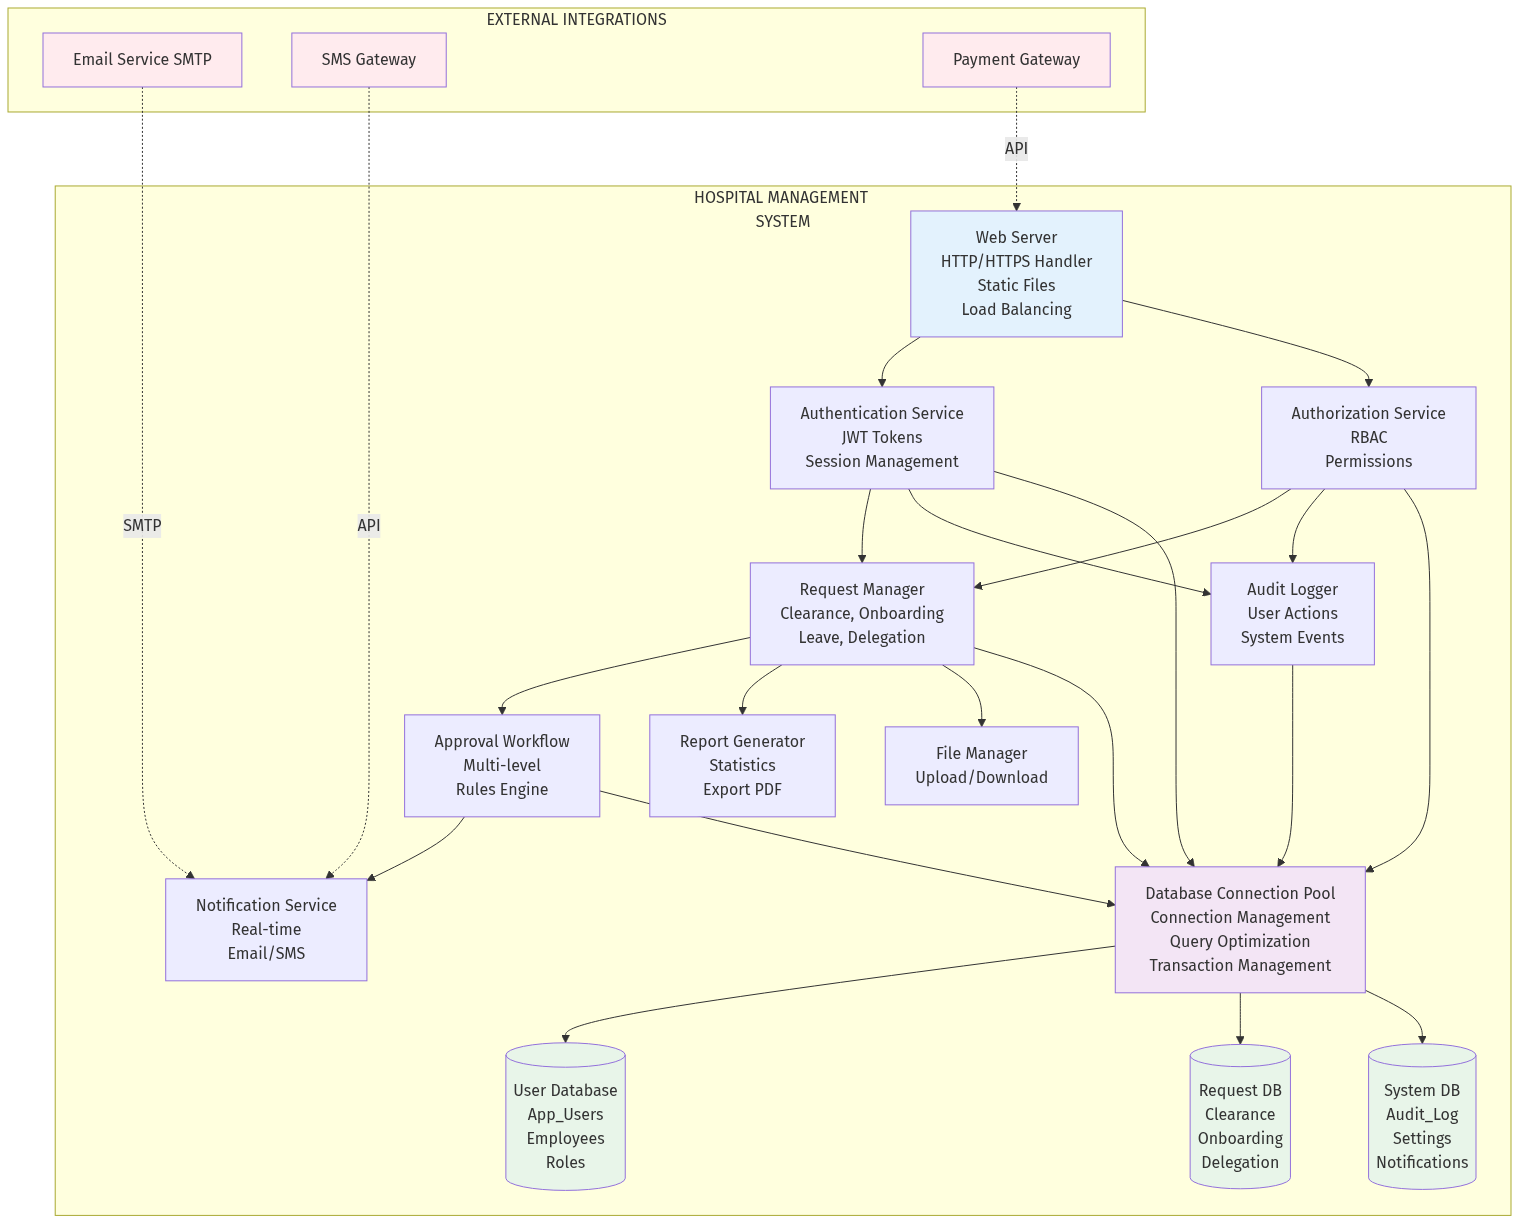 EXTERNAL INTEGRATIONS
Email Service SMTP
SMS Gateway
Payment Gateway
API
HOSPITAL MANAGEMENT
SYSTEM
Web Server
HTTP/HTTPS Handler
Static Files
Load Balancing
Authentication Service
JWT Tokens
Session Management
Authorization Service
RBAC
Permissions
SMTP
API
Request Manager
Clearance, Onboarding
Leave, Delegation
Audit Logger
User Actions
System Events
Approval Workflow
Multi-level
Rules Engine
Report Generator
Statistics
Export PDF
File Manager
Upload/Download
Notification Service
Real-time
Email/SMS
Database Connection Pool
Connection Management
Query Optimization
Transaction Management
User Database
App_Users
Employees
Roles
Request DB
Clearance
Onboarding
Delegation
System DB
Audit_Log
Settings
Notifications